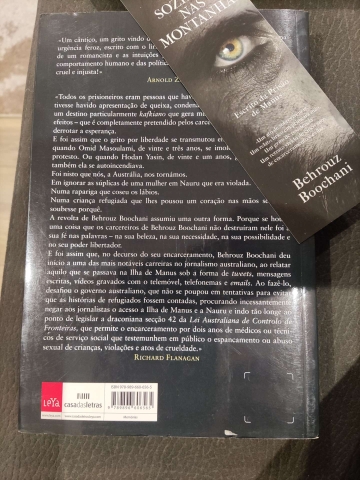 SOZI
NAS
MONTANHA
Behrouz
Boochani
«Um cântico, um grito vindo d
urgência feroz, escrito com o li
de um romancista e as intuições
comportamento humano e das polí
cruel e injusta!»
ARNOLD Z
«Todos os prisioneiros eram pessoas que hav
tivesse havido apresentação de queixa, conden
um destino particularmente kafkiano que gera m
efeitos – que é completamente pretendido pelos carcer
derrotar a esperança.
E foi assim que o grito por liberdade se transmutou e
quando Omid Masoulami, de vinte e três anos, se imol
protesto. Ou quando Hodan Yasin, de vinte e um anos,
também ela se autoincendiou.
Foi nisto que nós, a Austrália, nos tornámos.
Em ignorar as súplicas de uma mulher em Nauru que era violada.
Numa rapariga que coseu os lábios.
Numa criança refugiada que lhes pousou um coração nas mãos s
soubesse porquê.
A revolta de Behrouz Boochani assumiu uma outra forma. Porque se ho
uma coisa que os carcereiros de Behrouz Boochani não destruíram nele foi a
sua fé nas palavras – na sua beleza, na sua necessidade, na sua possibilidade e
no seu poder libertador.
E foi assim que, no decurso do seu encarceramento, Behrouz Boochani deu
início a uma das mais notáveis carreiras do jornalismo australiano, ao relatar
aquilo que se passava na Ilha de Manus sob a forma de tweets, mensagens
escritas, vídeos gravados com o telemóvel, telefonemas e emails. Ao fazê-lo,
desafiou o governo australiano, que não se poupou em tentativas para evitar
que as histórias de refugiados fossem contadas, procurando incessantemente
negar aos jornalistas o acesso a Ilha de Manus e a Nauru e indo tão longe ao
ponto de legislar a draconiana secção 42 da Lei Australiana da Controlo de
Fronteiras, que permite o encarceramento por dois anos de médicos ou técni-
cos de serviço social que testemunhem em público o espancamento ou abuso
sexual de crianças, violações e atos de crueldade.»
RICHARD FLANAGAN
LeYa
casadasletras